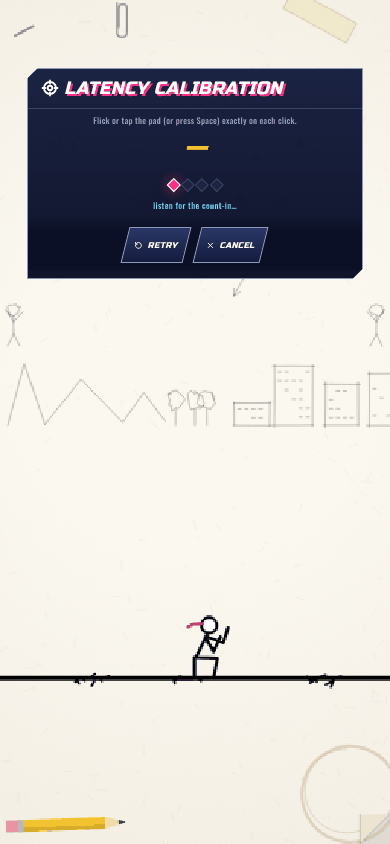 LATENCY CALIBRATION
Flick or tap the pad (or press Space) exactly on each click.
listen for the count-in...
RETRY
CANCEL